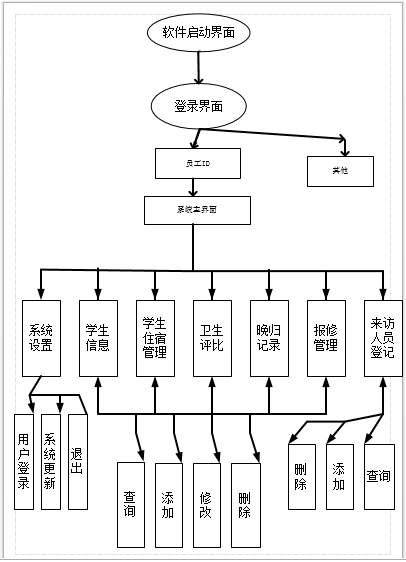 软件启动界面
登录界面
员工ID
其他
系统主界面
系统
设置
学生
信息
学生
住宿
管理
卫生
评比
晚归
记录
报修
管理
来访
人员
登记
用户登录
系统更新
退出
查询
添加
修改
删除
删除
添加
查询